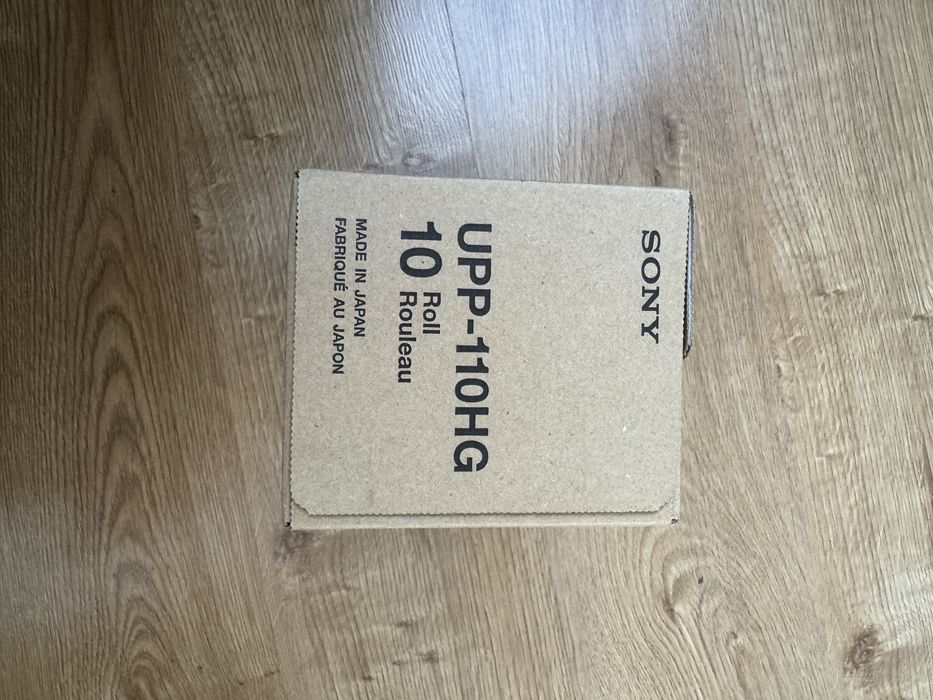 SONY
UPP-110HG
10 Roll
Rouleau
MADE IN JAPAN
FABRIQUÉ AU JAPON